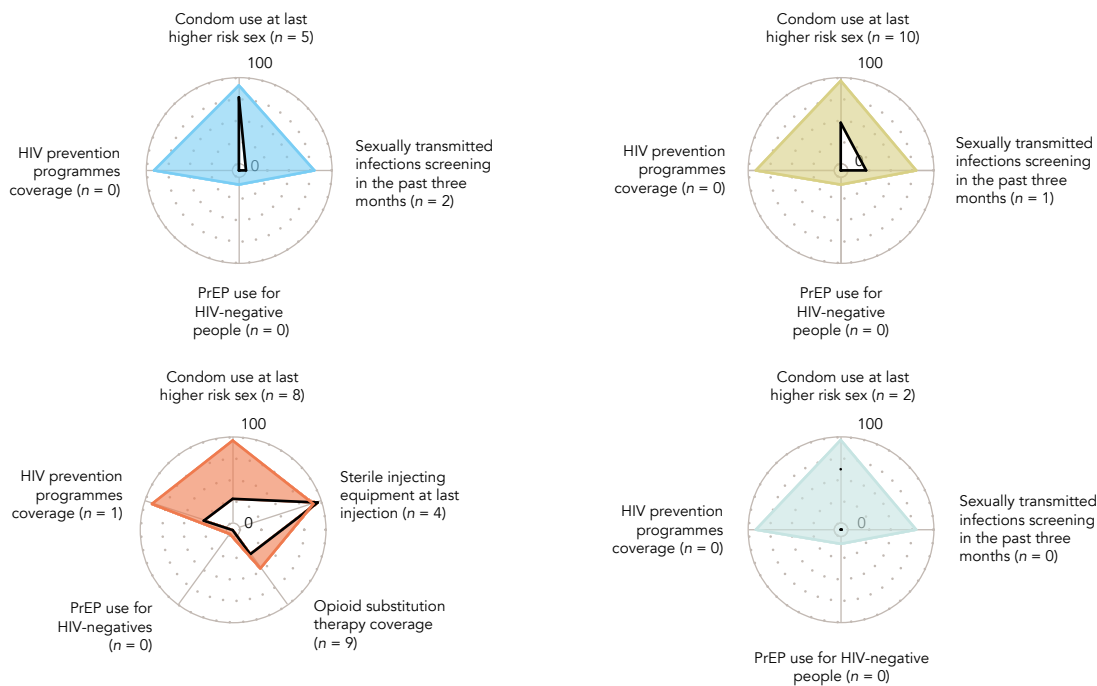 Condom use at last
higher risk sex (n = 5)
100
0
HIV prevention
programmes
coverage (n = 0)
Sexually transmitted
infections screening
in the past three
months (n = 2)
PrEP use for
HIV-negative
people (n = 0)
Condom use at last
higher risk sex (n = 10)
100
0
HIV prevention
programmes
coverage (n = 0)
Sexually transmitted
infections screening
in the past three
months (n = 1)
PrEP use for
HIV-negative
people (n = 0)
Condom use at last
higher risk sex (n = 8)
100
0
HIV prevention
programmes
coverage (n = 1)
Sterile injecting
equipment at last
injection (n = 4)
PrEP use for
HIV-negatives
(n = 0)
Opioid substitution
therapy coverage
(n = 9)
Condom use at last
higher risk sex (n = 2)
100
0
HIV prevention
programmes
coverage (n = 0)
Sexually transmitted
infections screening
in the past three
months (n = 0)
PrEP use for HIV-negative
people (n = 0)